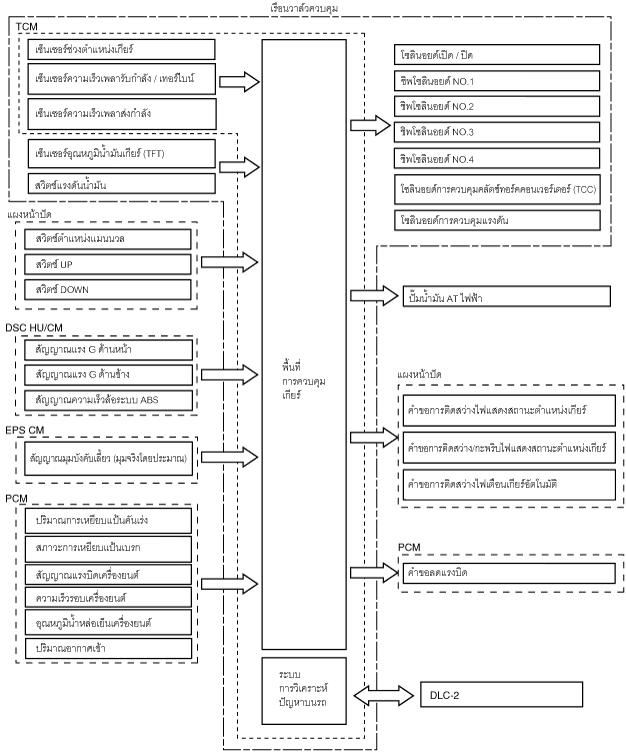 เรือนวาล์วควบคุม
TCM
เซ็นเซอร์ช่วงตำแหน่งเกียร์
เซ็นเซอร์ความเร็วเพลารับกำลัง / เทอร์ไบน์
เซ็นเซอร์ความเร็วเพลาส่งกำลัง
เซ็นเซอร์อุณหภูมิน้ำมันเกียร์ (TFT)
สวิตช์แรงดันน้ำมัน
แผงหน้าปัด
สวิตช์ตำแหน่งแมนนวล
สวิตช์ UP
สวิตช์ DOWN
DSC HU/CM
สัญญาณแรง G ด้านหน้า
สัญญาณแรง G ด้านข้าง
สัญญาณความเร็วล้อระบบ ABS
EPS CM
สัญญาณมุมบังคับเลี้ยว (มุมจริงโดยประมาณ)
PCM
ปริมาณการเหยียบแป้นคันเร่ง
สภาวะการเหยียบแป้นเบรก
สัญญาณแรงบิดเครื่องยนต์
ความเร็วรอบเครื่องยนต์
อุณหภูมิน้ำหล่อเย็นเครื่องยนต์
ปริมาณอากาศเข้า
พื้นที่
การควบคุม
เกียร์
ระบบ
การวิเคราะห์
ปัญหาบนรถ
โซลินอยด์เปิด / ปิด
ชิพโซลินอยด์ NO.1
ชิพโซลินอยด์ NO.2
ชิพโซลินอยด์ NO.3
ชิพโซลินอยด์ NO.4
โซลินอยด์การควบคุมคลัตช์ทอร์คคอนเวอร์เตอร์ (TCC)
โซลินอยด์การควบคุมแรงดัน
ปั๊มน้ำมัน AT ไฟฟ้า
แผงหน้าปัด
คำขอการติดสว่างไฟแสดงสถานะตำแหน่งเกียร์
คำขอการติดสว่าง/กะพริบไฟแสดงสถานะตำแหน่งเกียร์
คำขอการติดสว่างไฟเตือนเกียร์อัตโนมัติ
PCM
คำขอลดแรงบิด
DLC-2